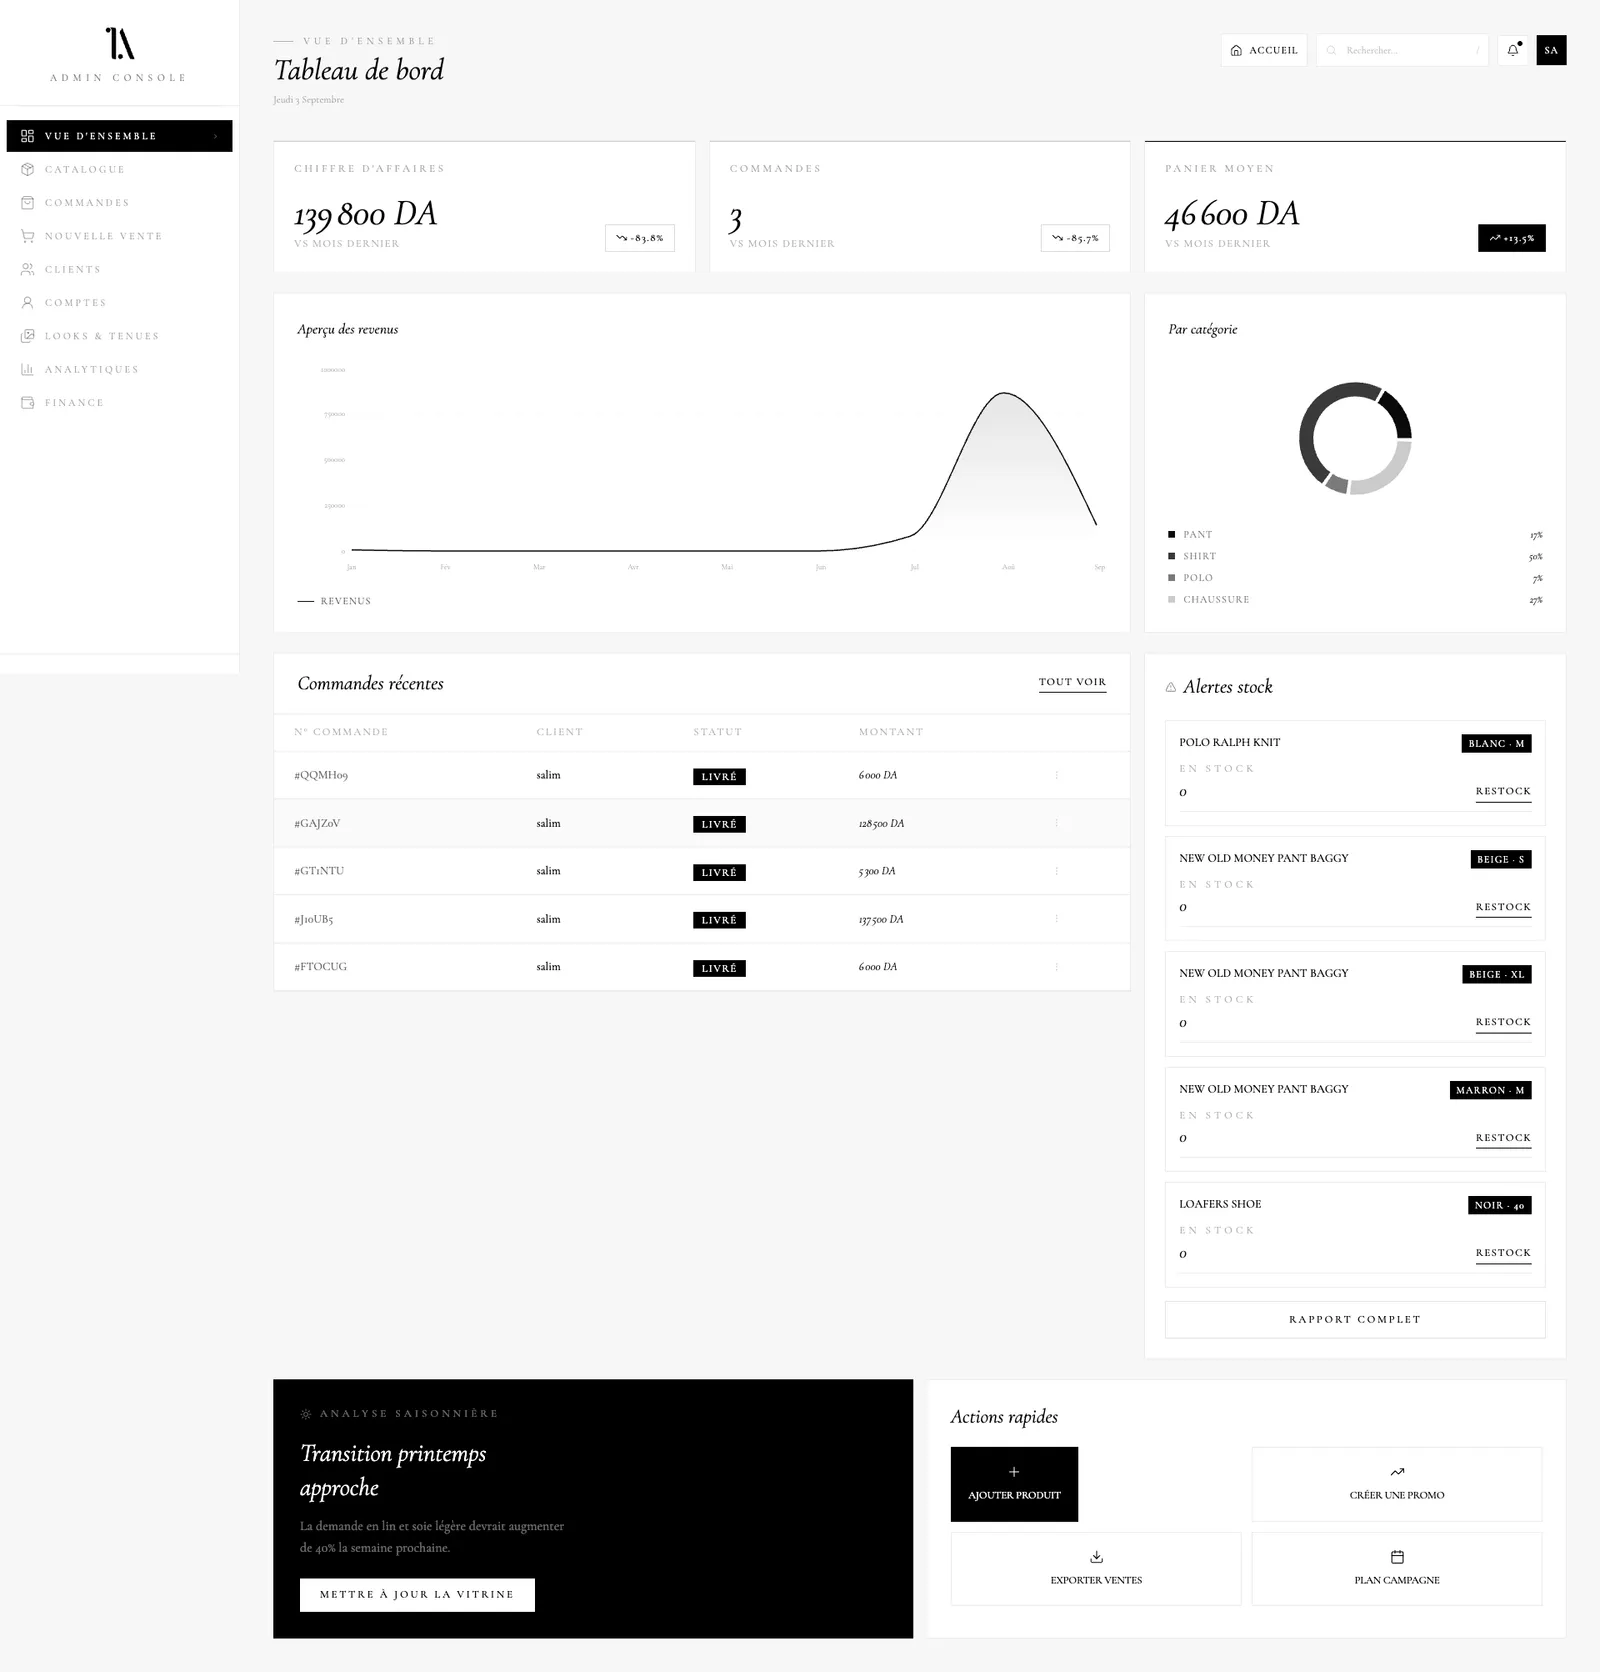 ADMIN CONSOLE
VUE D'ENSEMBLE
CATALOGUE
COMMANDES
NOUVELLE VENTE
CLIENTS
COMPTES
LOOKS & TENUES
ANALYTIQUES
FINANCE
VUE D'ENSEMBLE
Tableau de bord
Jeudi 3 Septembre
ACCUEIL
Rechercher... /
SA
CHIFFRE D'AFFAIRES
139 800 DA
VS MOIS DERNIER
-83.8%
COMMANDES
3
VS MOIS DERNIER
-85.7%
PANIER MOYEN
46 600 DA
VS MOIS DERNIER
+13.5%
Aperçu des revenus
1000000
750000
500000
250000
0
Jan Fév Mar Avr Mai Jun Jul Aoû Sep
REVENUS
Par catégorie
PANT 17%
SHIRT 50%
POLO 7%
CHAUSSURE 27%
Commandes récentes
TOUT VOIR
N° COMMANDE CLIENT STATUT MONTANT
#QQMH09 salim LIVRÉ 6 000 DA
#GAJZ0V salim LIVRÉ 128 500 DA
#GT1NTU salim LIVRÉ 5 300 DA
#J10UB5 salim LIVRÉ 137 500 DA
#FTOCUG salim LIVRÉ 6 000 DA
Alertes stock
POLO RALPH KNIT
BLANC · M
EN STOCK
0
RESTOCK
NEW OLD MONEY PANT BAGGY
BEIGE · S
EN STOCK
0
RESTOCK
NEW OLD MONEY PANT BAGGY
BEIGE · XL
EN STOCK
0
RESTOCK
NEW OLD MONEY PANT BAGGY
MARRON · M
EN STOCK
0
RESTOCK
LOAFERS SHOE
NOIR · 40
EN STOCK
0
RESTOCK
RAPPORT COMPLET
ANALYSE SAISONNIÈRE
Transition printemps
approche
La demande en lin et soie légère devrait augmenter
de 40% la semaine prochaine.
METTRE À JOUR LA VITRINE
Actions rapides
AJOUTER PRODUIT
CRÉER UNE PROMO
EXPORTER VENTES
PLAN CAMPAGNE